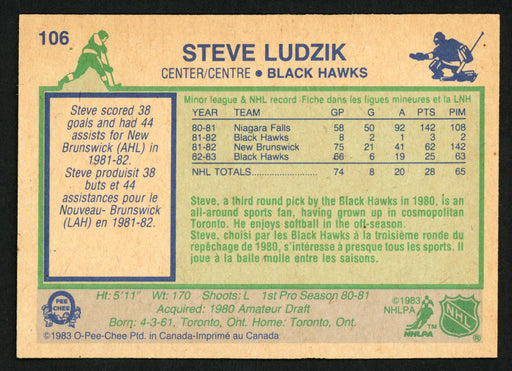 106
STEVE LUDZIK
CENTER/CENTRE • BLACK HAWKS
Steve scored 38
goals and had 44
assists for New
Brunswick (AHL) in
1981-82.
Steve produisit 38
buts et 44
assistances pour le
Nouveau- Brunswick
(LAH) en 1981-82.
Minor league & NHL record/Fiche dans les ligues mineures et la LNH
YEAR TEAM GP G A PTS PIM
80-81 Niagara Falls 58 50 92 142 108
81-82 Black Hawks 8 2 1 3 2
81-82 New Brunswick 75 21 41 62 142
82-83 Black Hawks 66 6 19 25 63
NHL TOTALS 74 8 20 28 65
Steve, a third round pick by the Black Hawks in 1980, is an
all-around sports fan, having grown up in cosmopolitan
Toronto. He enjoys softball in the off-season.
Steve, choisi par les Black Hawks à la troisième ronde du
repêchage de 1980, s'intéresse à presque tous les sports. Il
joue à la balle molle entre les saisons.
O PEE CHEE
Ht: 5'11" Wt: 170 Shoots: L 1st Pro Season 80-81
Acquired: 1980 Amateur Draft
Born: 4-3-61, Toronto, Ont. Home: Toronto, Ont.
©1983 O-Pee-Chee Ptd. in Canada-Imprimé au Canada
©1983
NHLPA
NHLPA TM
NHL